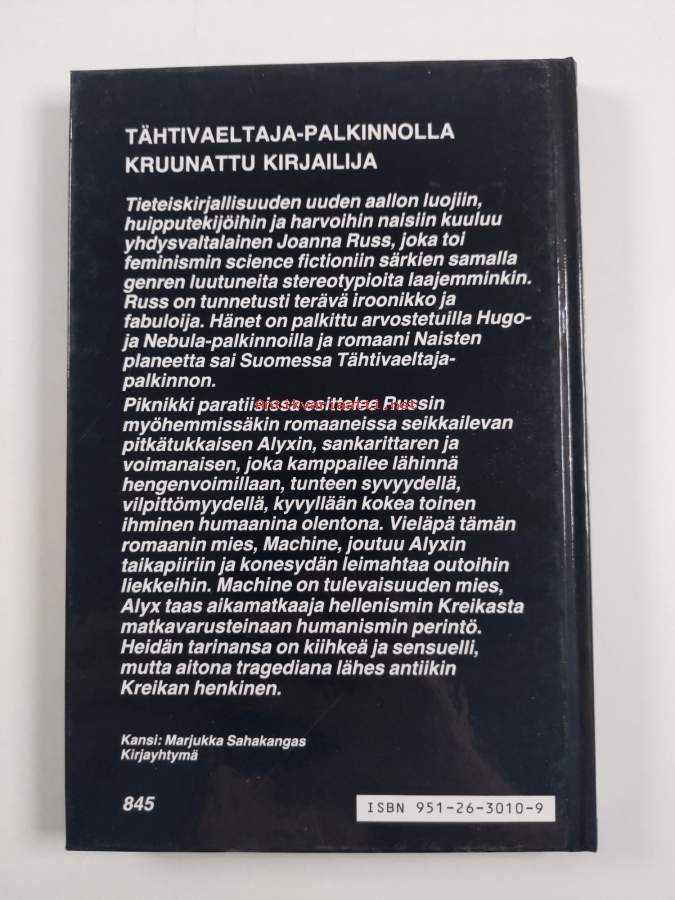 TÄHTIVAELTAJA-PALKINNOLLA
KRUUNATTU KIRJAILIJA
Tieteiskirjallisuuden uuden aallon luojiin,
huipputekijöihin ja harvoihin naisiin kuuluu
yhdysvaltalainen Joanna Russ, joka toi
feminismin science fictioniin särkien samalla
genren luutuneita stereotypioita laajemminkin.
Russ on tunnetusti terävä iroonikko ja
fabuloija. Hänet on palkittu arvostetuilla Hugo-
ja Nebula-palkinnoilla ja romaani Naisten
planeetta sai Suomessa Tähtivaeltaja-
palkinnon.
Piknikki paratiisissa esittelee Russin
antikvariaatti.net
myöhemmissäkin romaaneissa seikkailevan
pitkätukkaisen Alyxin, sankarittaren ja
voimanaisen, joka kamppailee lähinnä
hengenvoimillaan, tunteen syvyydellä,
vilpittömyydellä, kyvyllään kokea toinen
ihminen humaanina olentona. Vieläpä tämän
romaanin mies, Machine, joutuu Alyxin
taikapiiriin ja konesydän leimahtaa outoihin
liekkeihin. Machine on tulevaisuuden mies,
Alyx taas aikamatkaaja hellenismin Kreikasta
matkavarusteinaan humanismin perintö.
Heidän tarinansa on kiihkeä ja sensuelli,
mutta aitona tragediana lähes antiikin
Kreikan henkinen.
Kansi: Marjukka Sahakangas
Kirjayhtymä
845
ISBN 951-26-3010-9